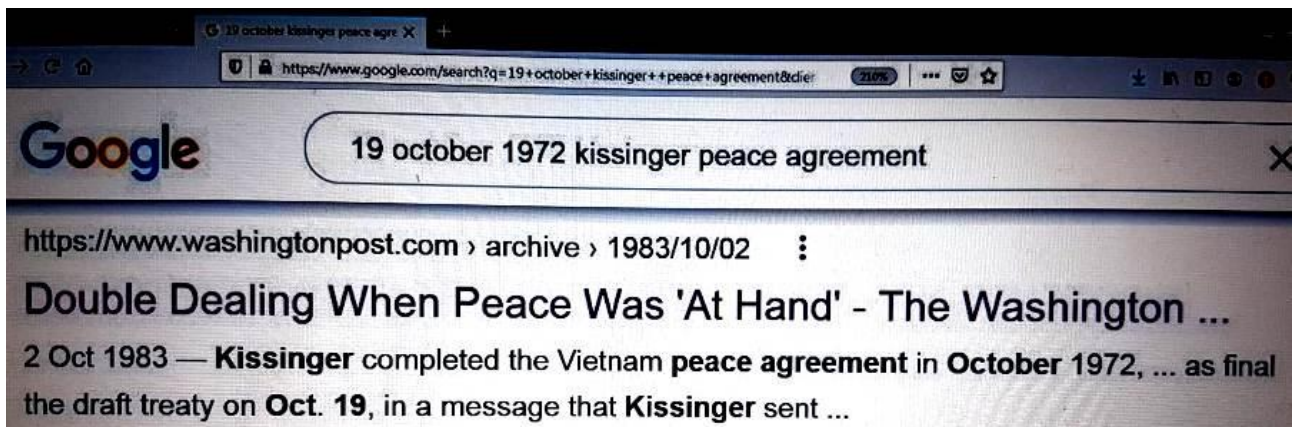 G 19 october kissinger peace agre X +
https://www.google.com/search?q=19+october+kissinger++peace+agreement&clier 210% ...
Google 19 october 1972 kissinger peace agreement X
https://www.washingtonpost.com › archive › 1983/10/02
Double Dealing When Peace Was 'At Hand' - The Washington ...
2 Oct 1983 — Kissinger completed the Vietnam peace agreement in October 1972, ... as final
the draft treaty on Oct. 19, in a message that Kissinger sent ...